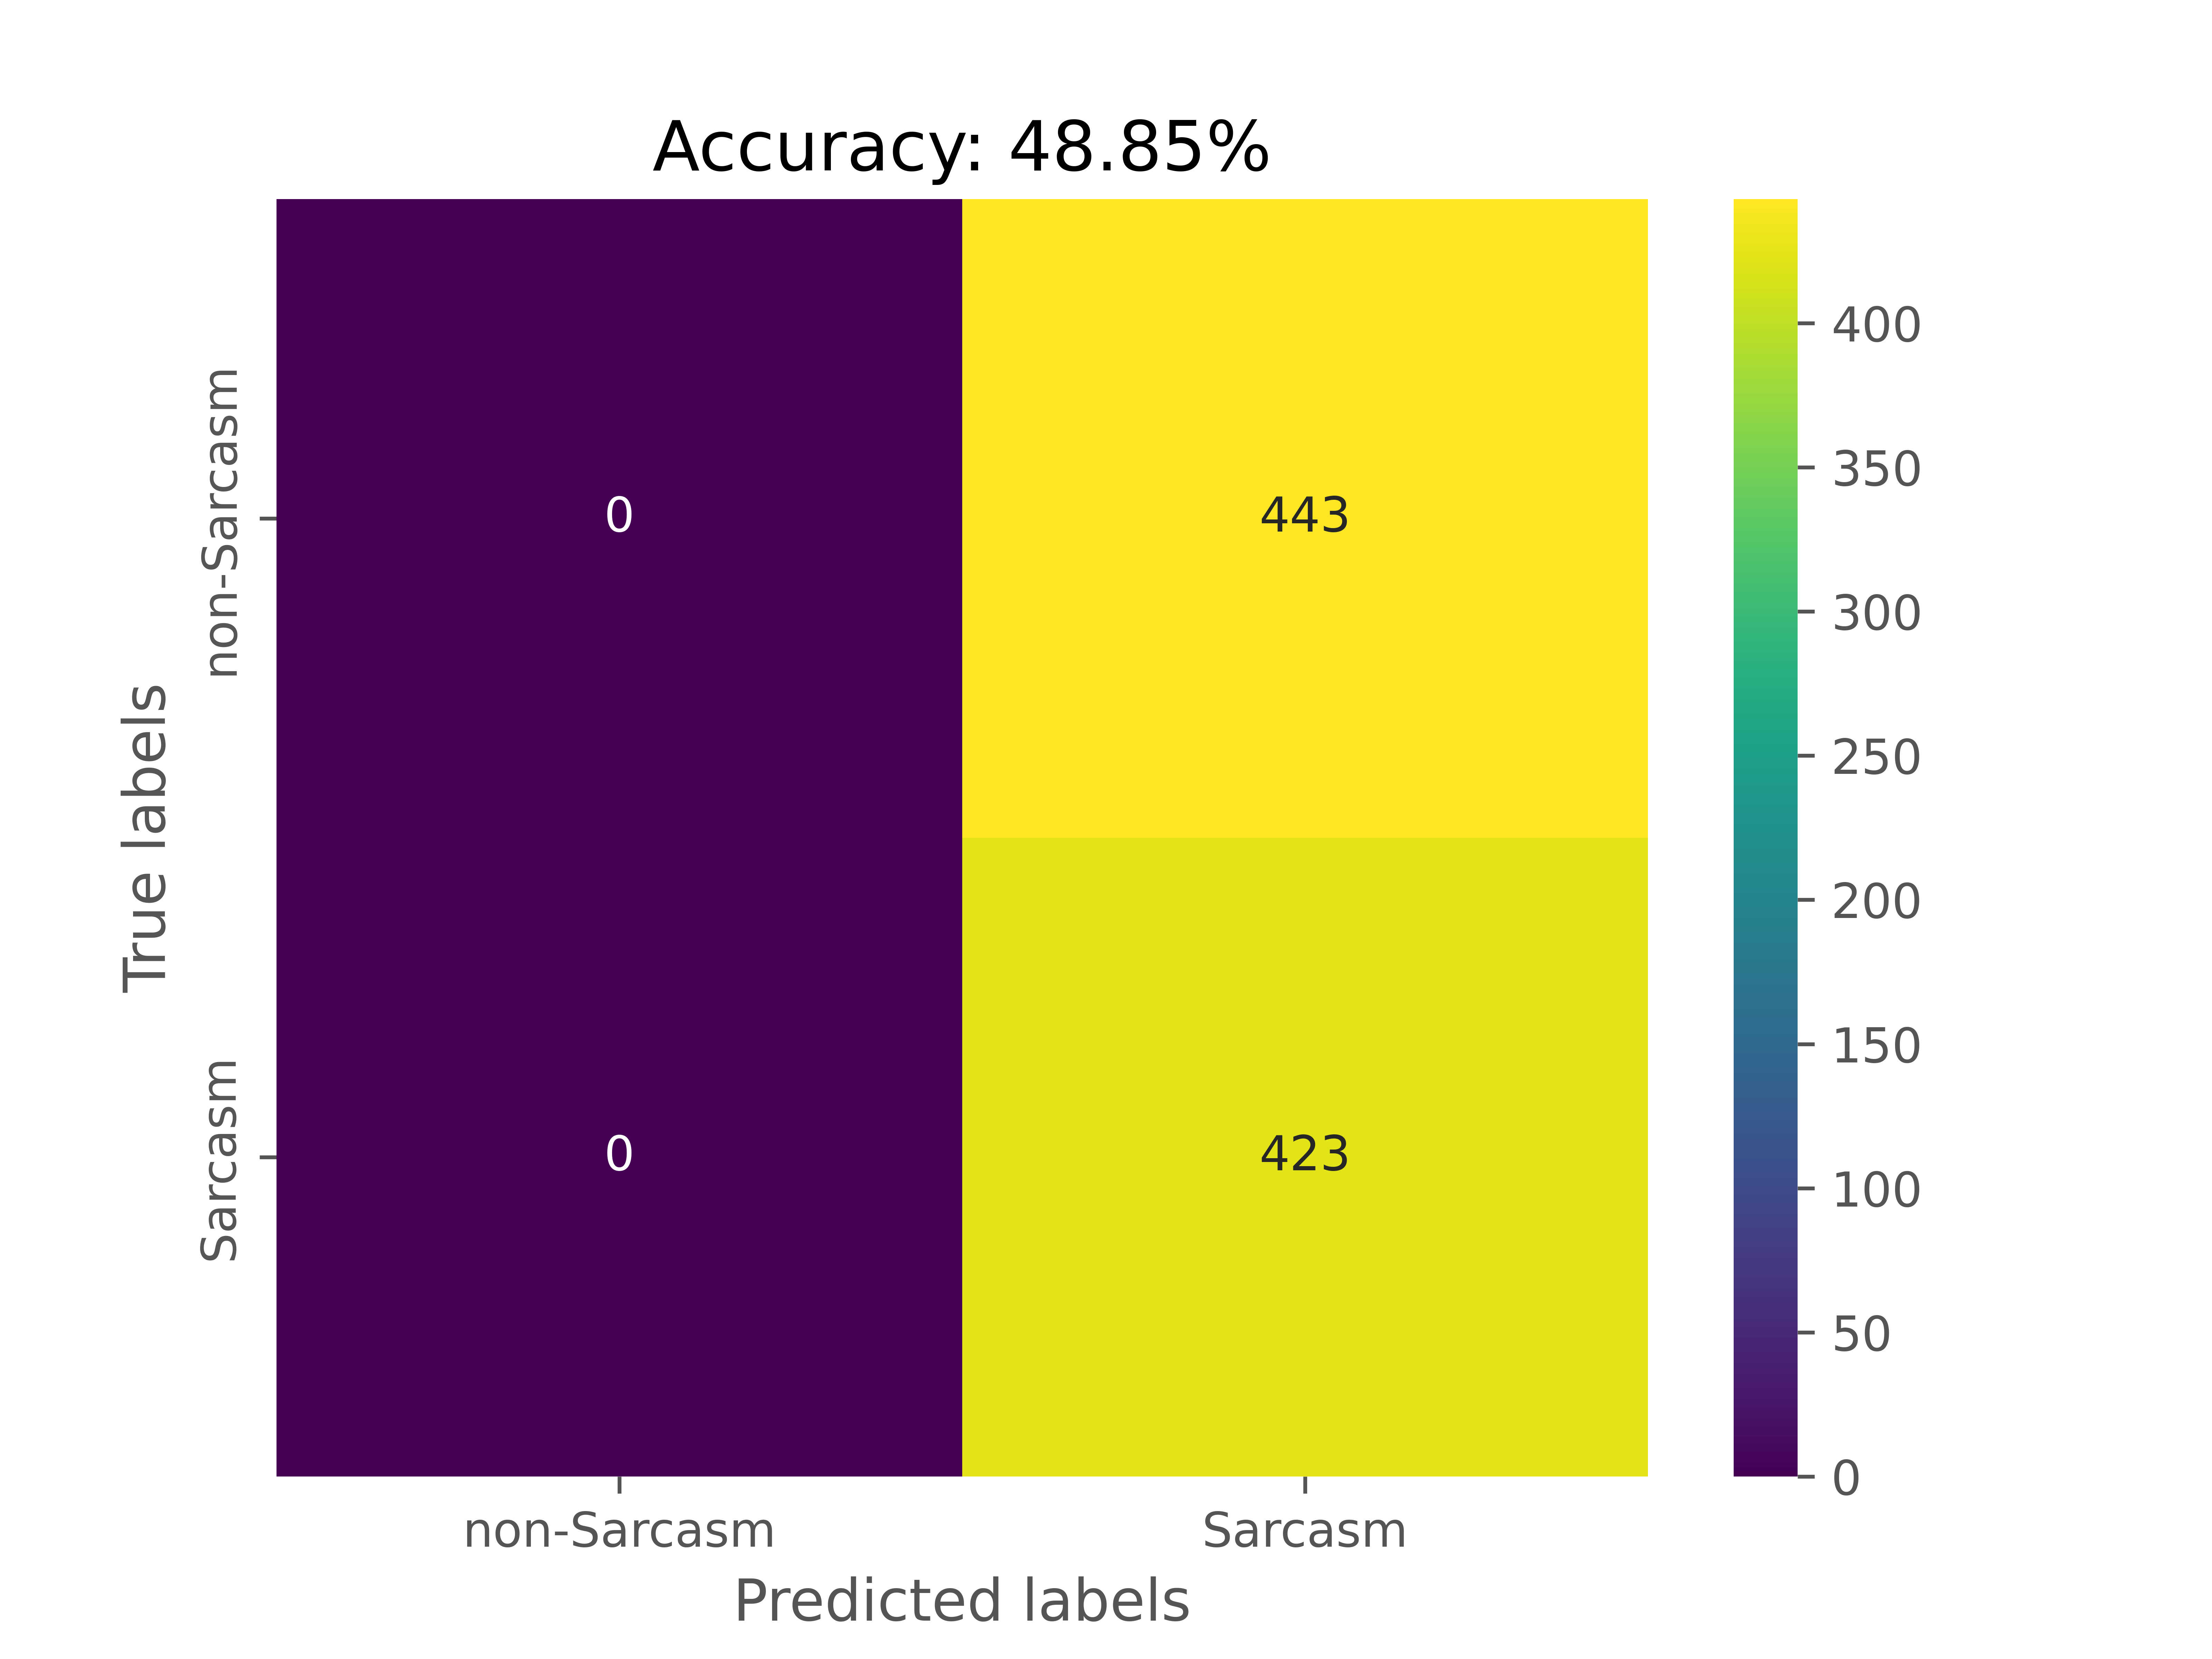 Accuracy: 48.85%
True labels
non-Sarcasm
Sarcasm
0
443
0
423
non-Sarcasm
Sarcasm
Predicted labels
400
350
300
250
200
150
100
50
0